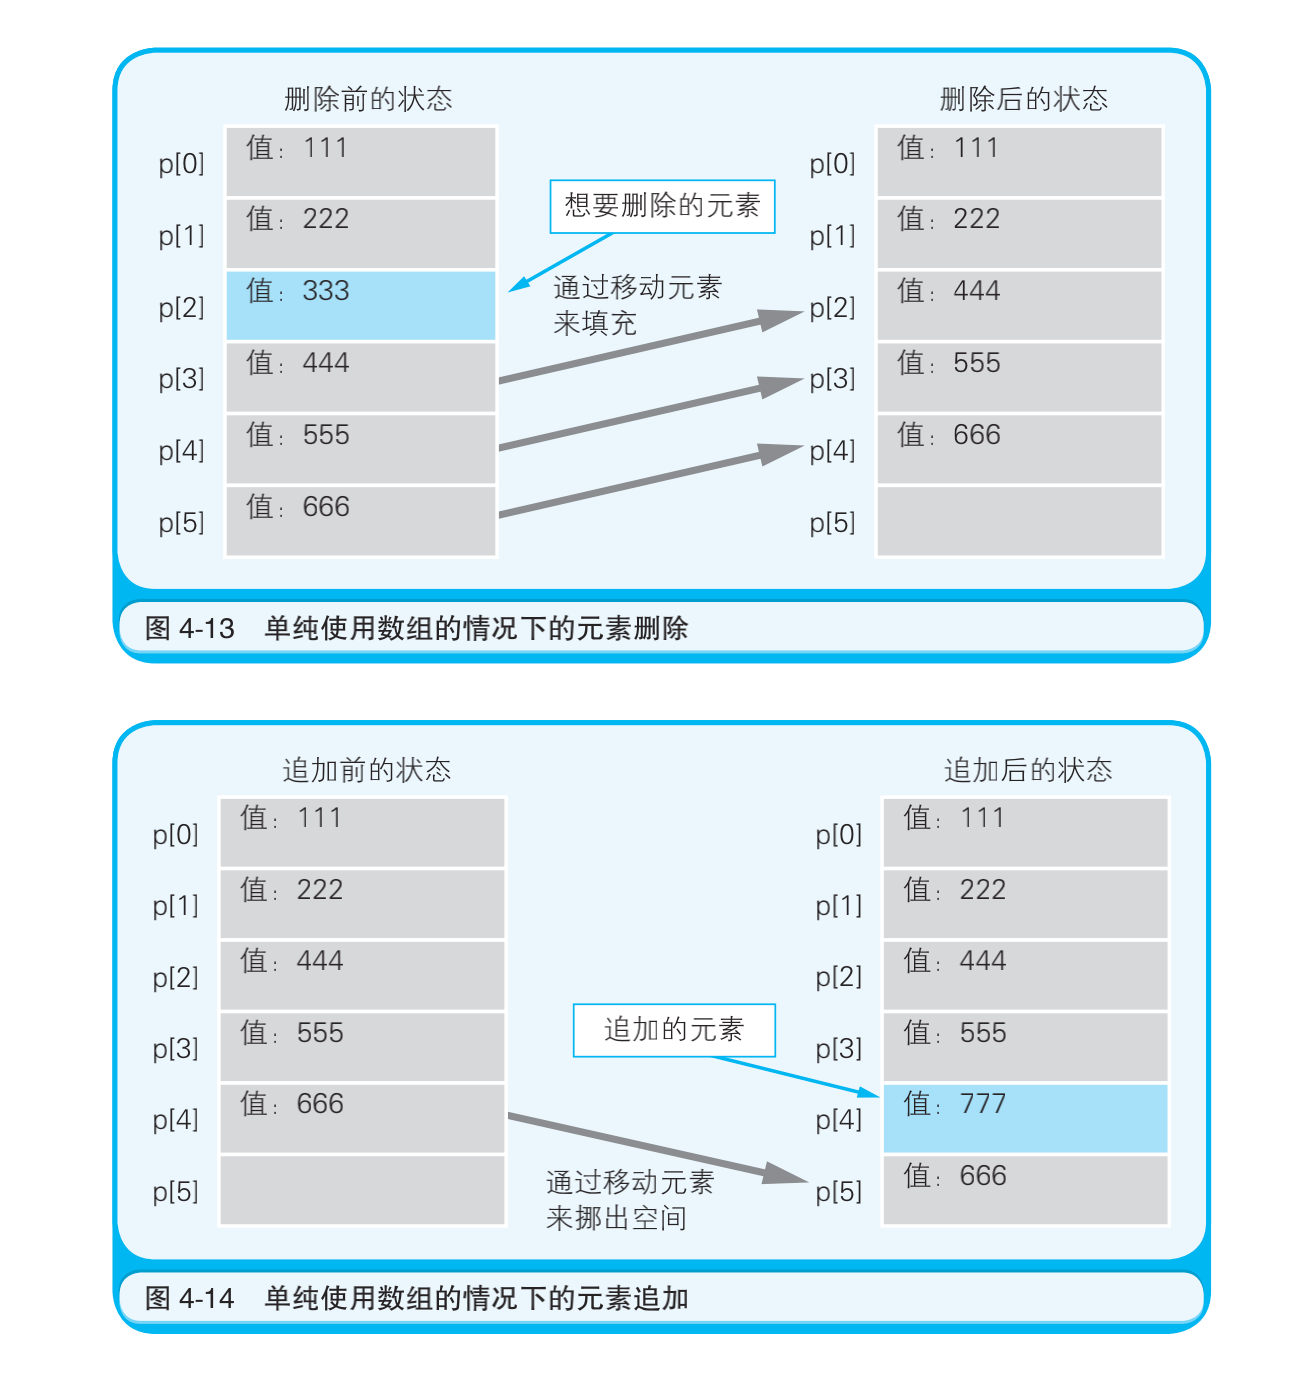 删除前的状态
删除后的状态
p[0] 值：111
p[1] 值：222
p[2] 值：333
p[3] 值：444
p[4] 值：555
p[5] 值：666
想要删除的元素
通过移动元素
来填充
p[0] 值：111
p[1] 值：222
p[2] 值：444
p[3] 值：555
p[4] 值：666
p[5]
图 4-13 单纯使用数组的情况下的元素删除
追加前的状态
追加后的状态
p[0] 值：111
p[1] 值：222
p[2] 值：444
p[3] 值：555
p[4] 值：666
p[5]
追加的元素
通过移动元素
来挪出空间
p[0] 值：111
p[1] 值：222
p[2] 值：444
p[3] 值：555
p[4] 值：777
p[5] 值：666
图 4-14 单纯使用数组的情况下的元素追加